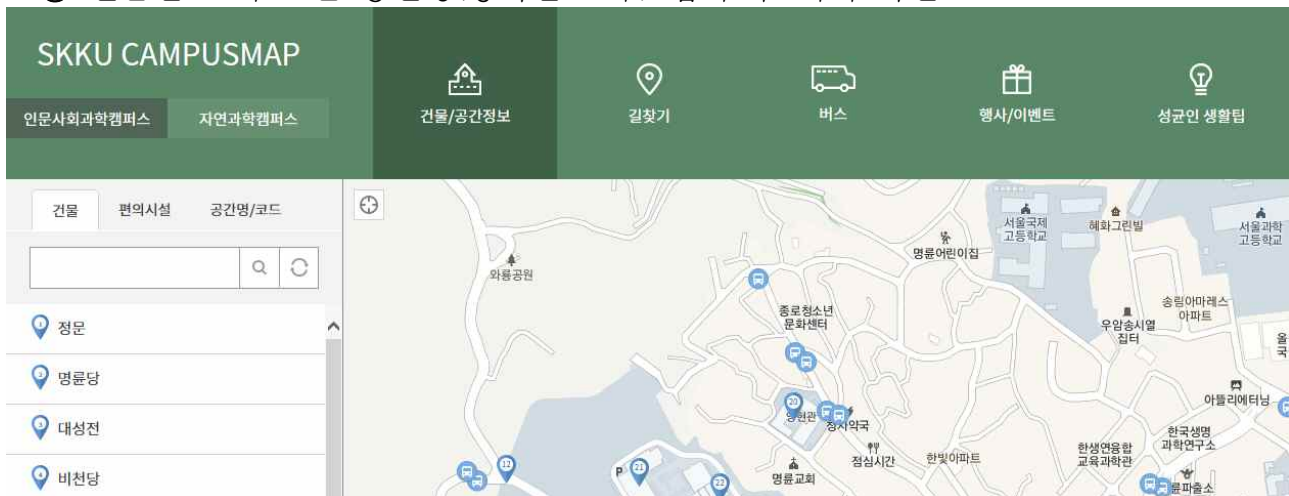 SKKU CAMPUSMAP
인문사회과학캠퍼스
자연과학캠퍼스
건물/공간정보
길찾기
버스
행사/이벤트
성균인 생활팁
건물
편의시설
공간명/코드
정문
명륜당
대성전
비천당
와룡공원
서울국제
고등학교
혜화그린빌
서울과학
고등학교
명륜어린이집
종로청소년
문화센터
송림아마레스
아파트
우암송시열
집터
아뜰리에터닝
20
양현관
점심시간
한빛아파트
한생연융합
교육과학관
한국생명
과학연구소
명륜교회
12
P
21
22